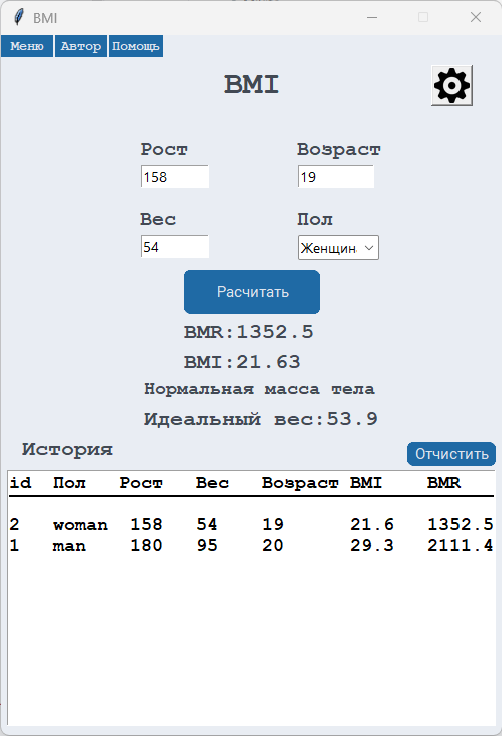 BMI
Меню Автор Помощь
BMI
Рост Возраст
158 19
Вес Пол
54 Женщин
Расчитать
BMR:1352.5
BMI:21.63
Нормальная масса тела
Идеальный вес:53.9
История Отчистить
id Пол Рост Вес Возраст BMI BMR
2 woman 158 54 19 21.6 1352.5
1 man 180 95 20 29.3 2111.4